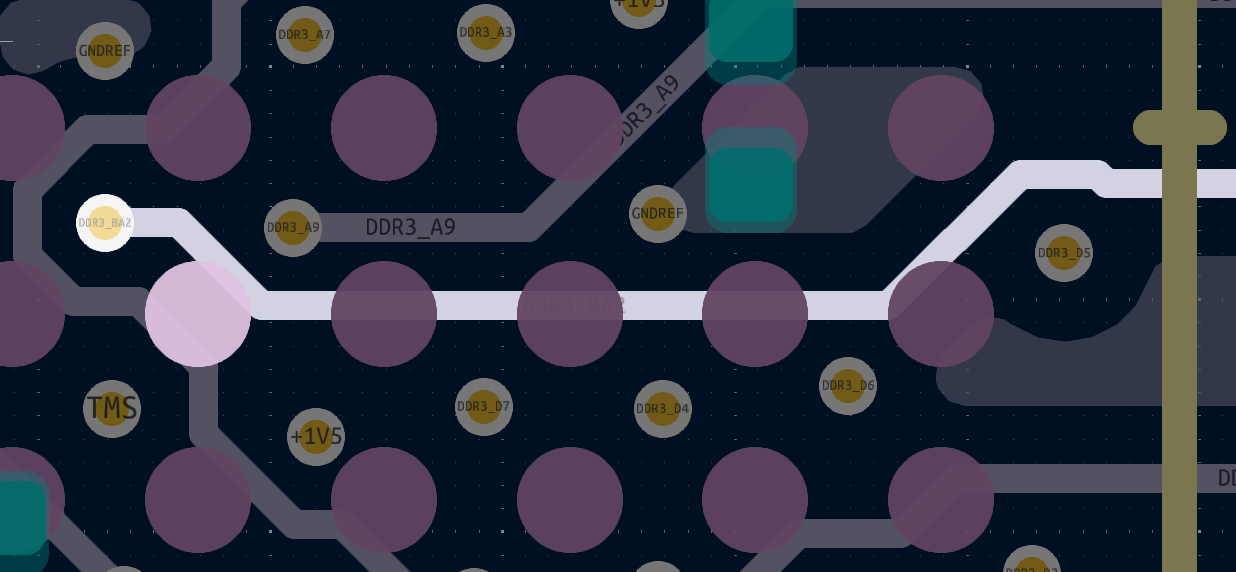 +1V5
DDR3_A3
DDR3_A7
GNDREF
DDR3_A9
GNDREF
DDR3_BA2
DDR3_A9
DDR3_A9
DDR3_D5
DDR3_BA2
DDR3_D6
TMS
DDR3_D7
DDR3_D4
+1V5